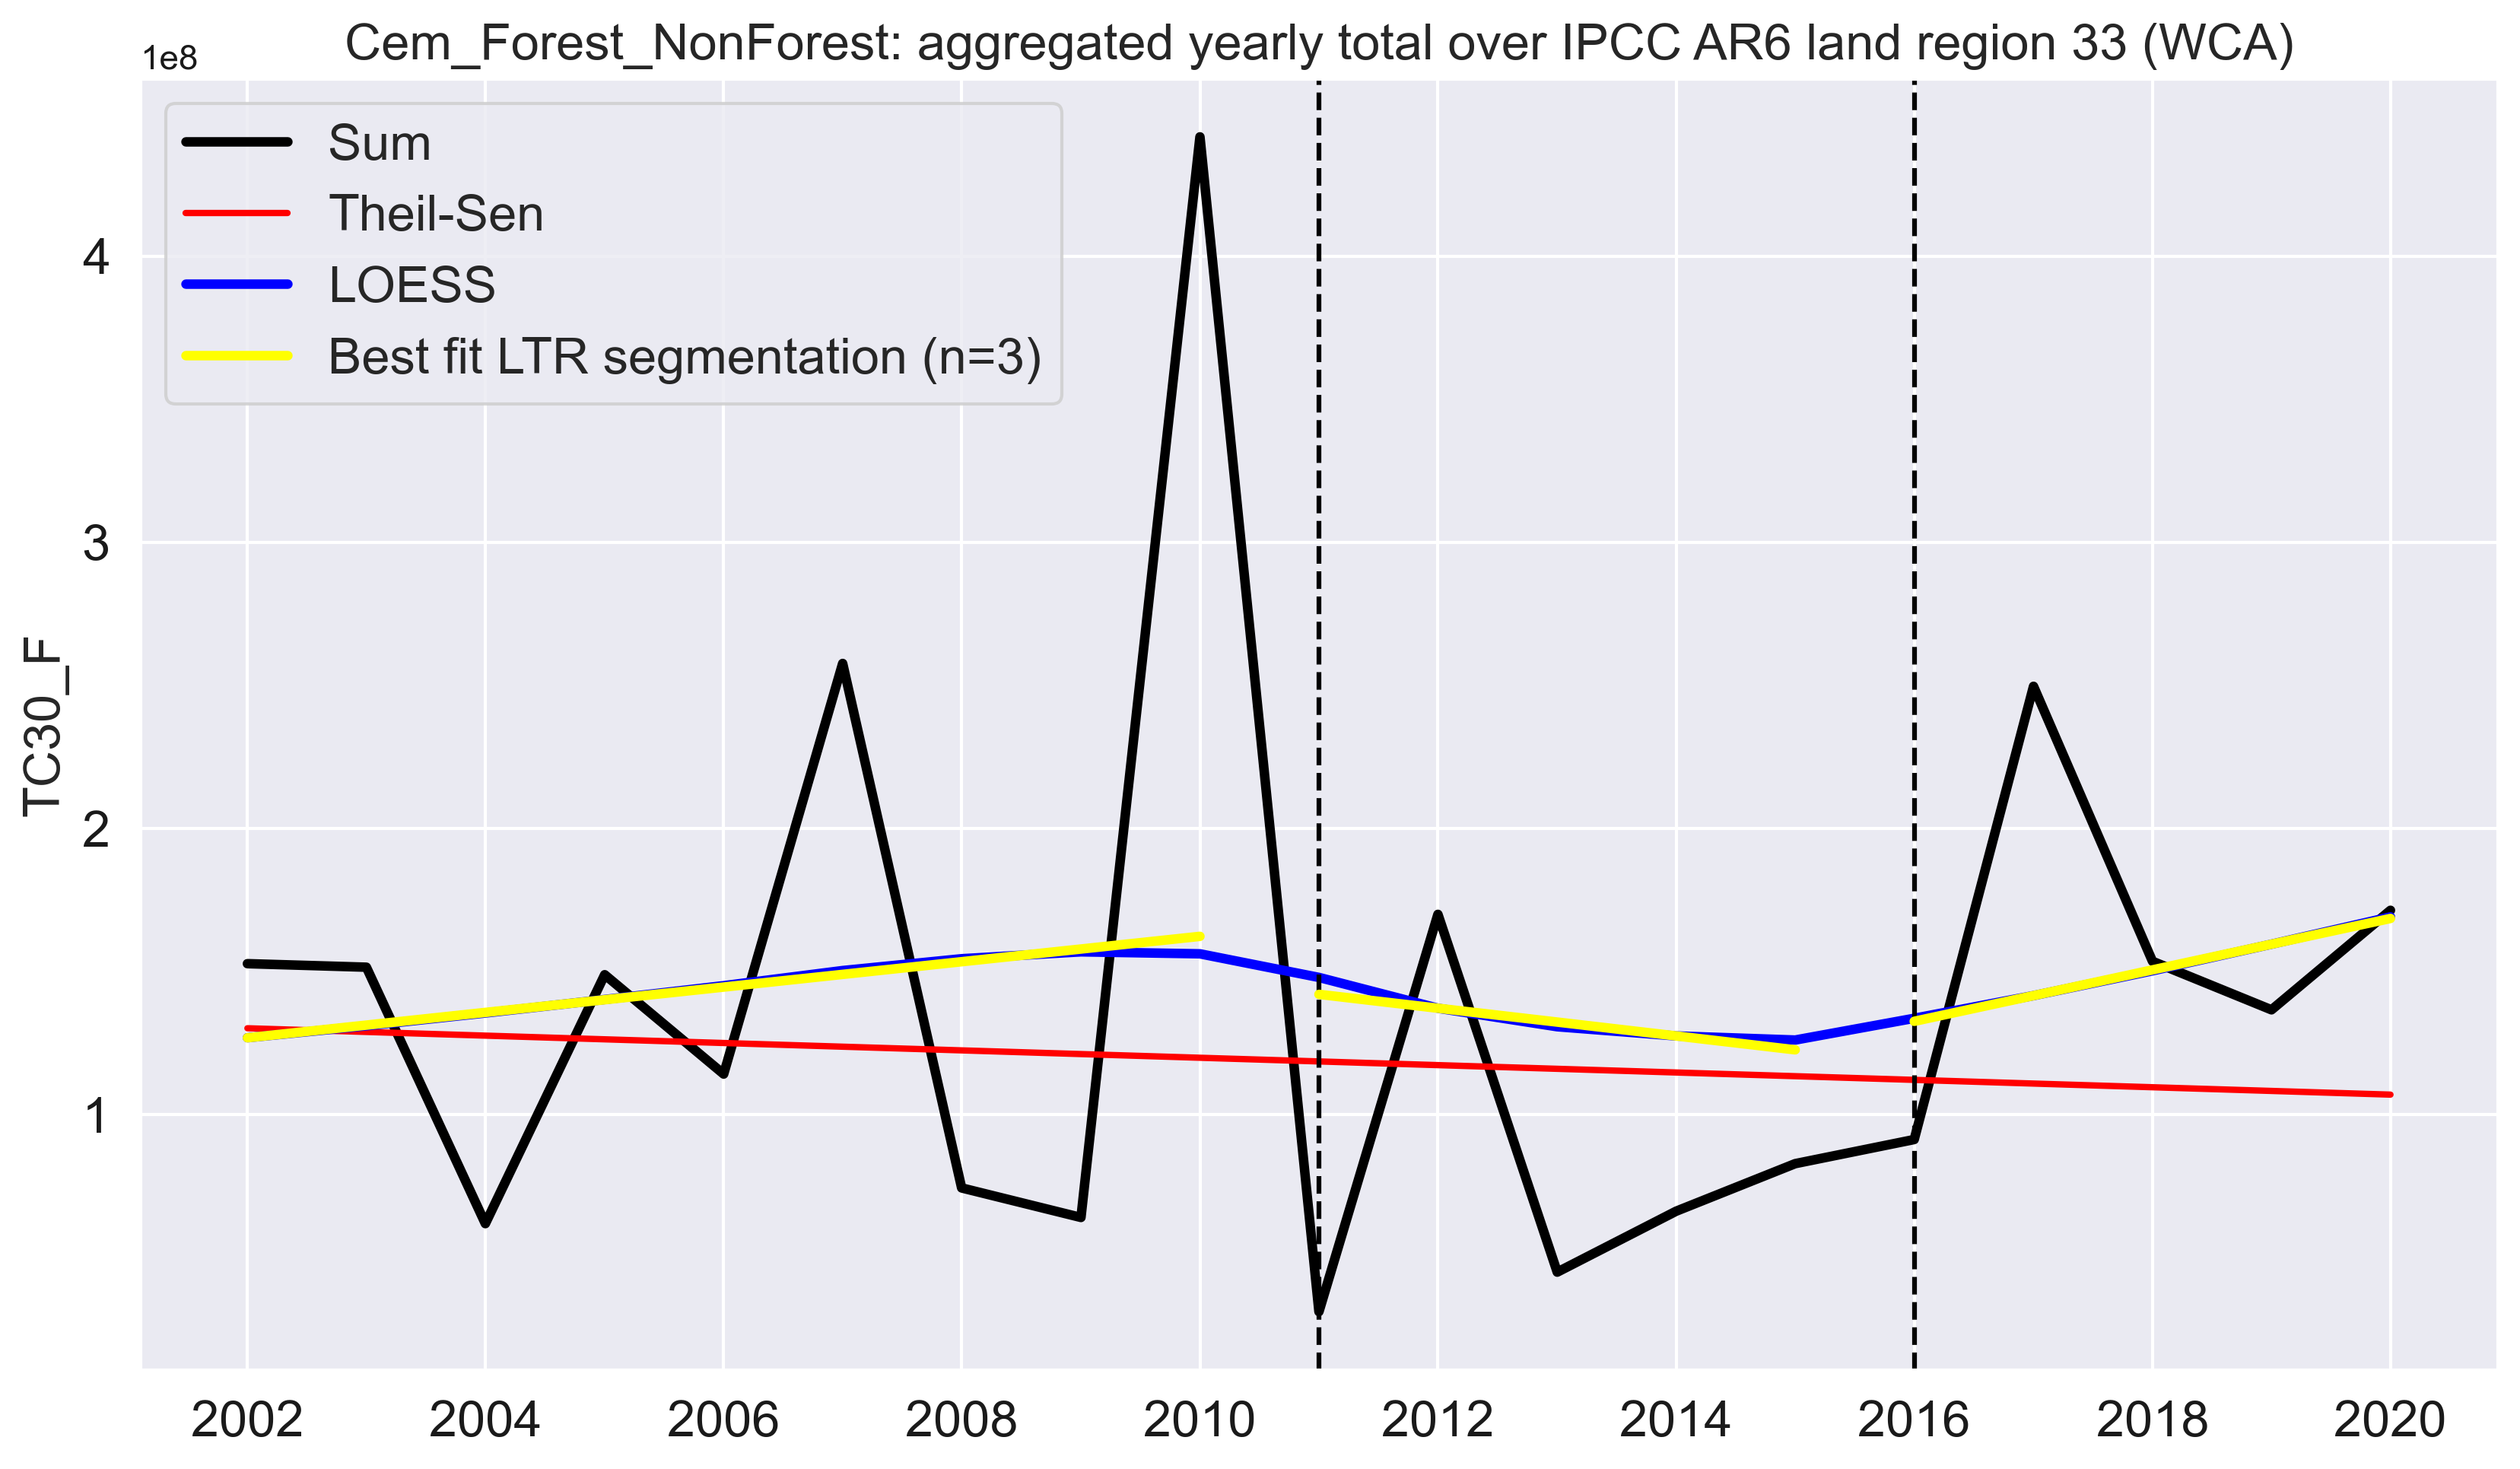 Cem_Forest_NonForest: aggregated yearly total over IPCC AR6 land region 33 (WCA)
1e8
Sum
Theil-Sen
LOESS
Best fit LTR segmentation (n=3)
4
3
2
1
TC30_F
2002 2004 2006 2008 2010 2012 2014 2016 2018 2020